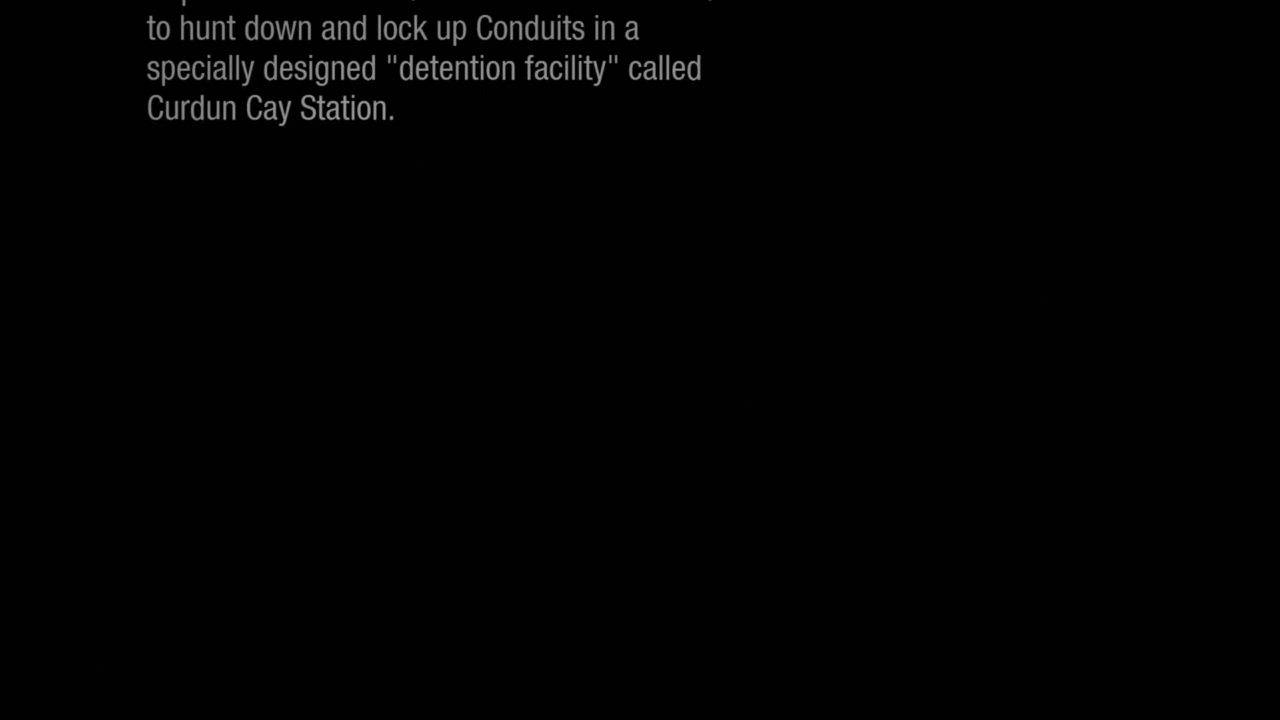 to hunt down and lock up Conduits in a
specially designed "detention facility" called
Curdun Cay Station.